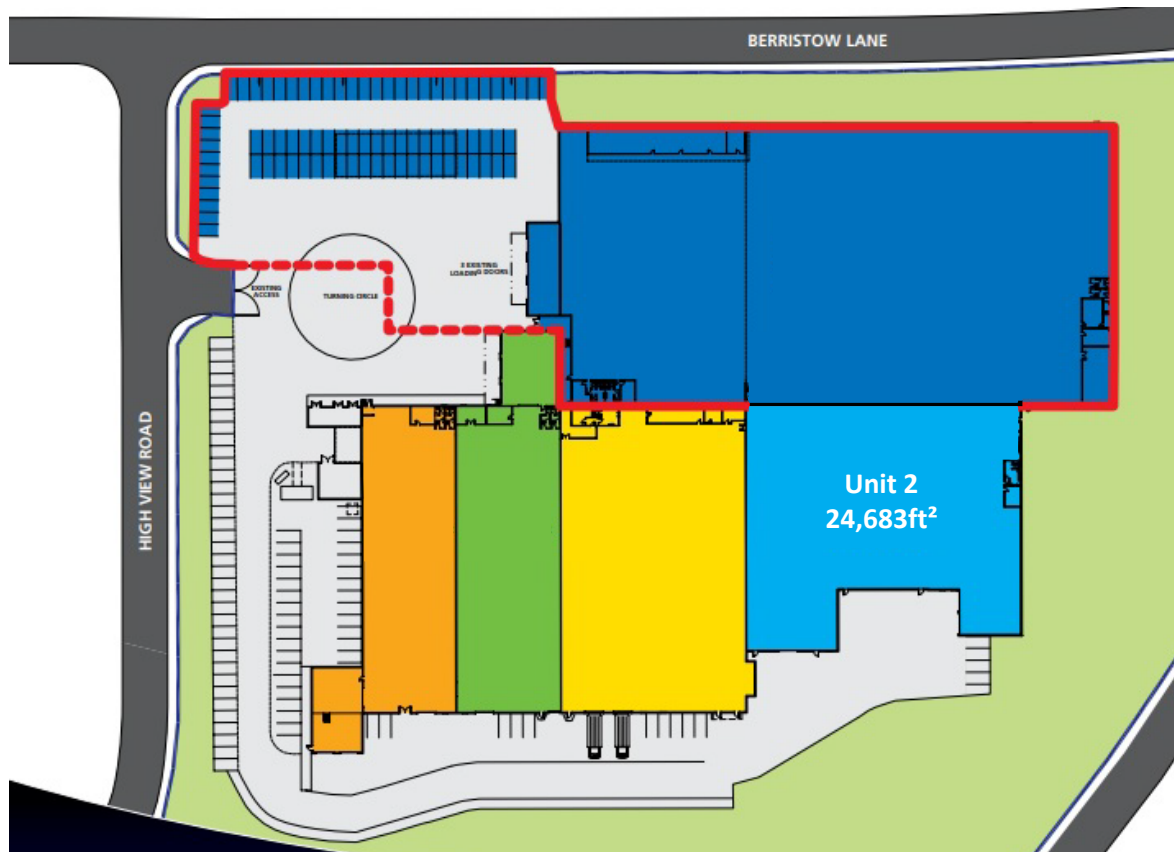 BERRISTOW LANE
2 EXISTING
LOADING DOORS
EXISTING
ACCESS
TURNING CIRCLE
HIGH VIEW ROAD
Unit 2
24,683ft²